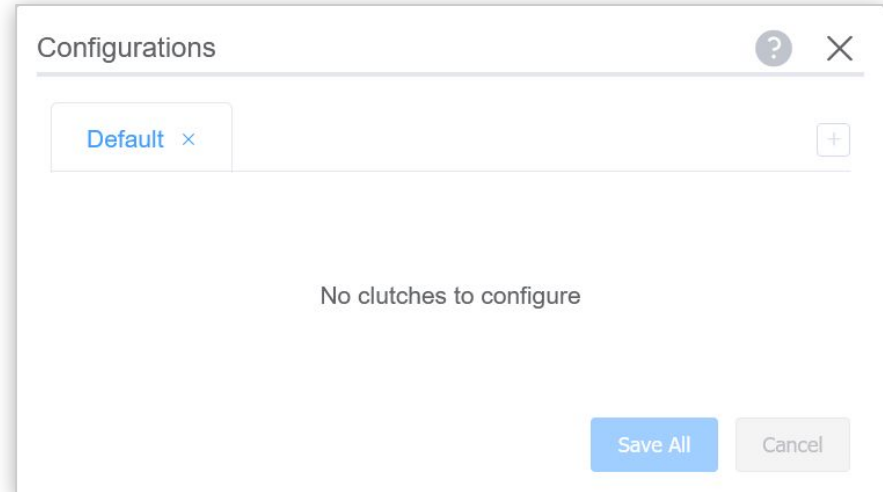 Configurations
?
Default ×
+
No clutches to configure
Save All
Cancel